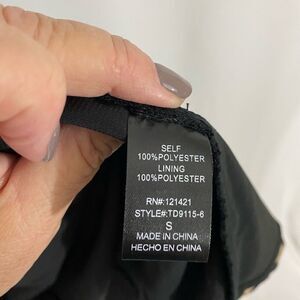 SELF
100%POLYESTER
LINING
100%POLYESTER
RN#:121421
STYLE#:TD9115-6
S
MADE IN CHINA
HECHO EN CHINA